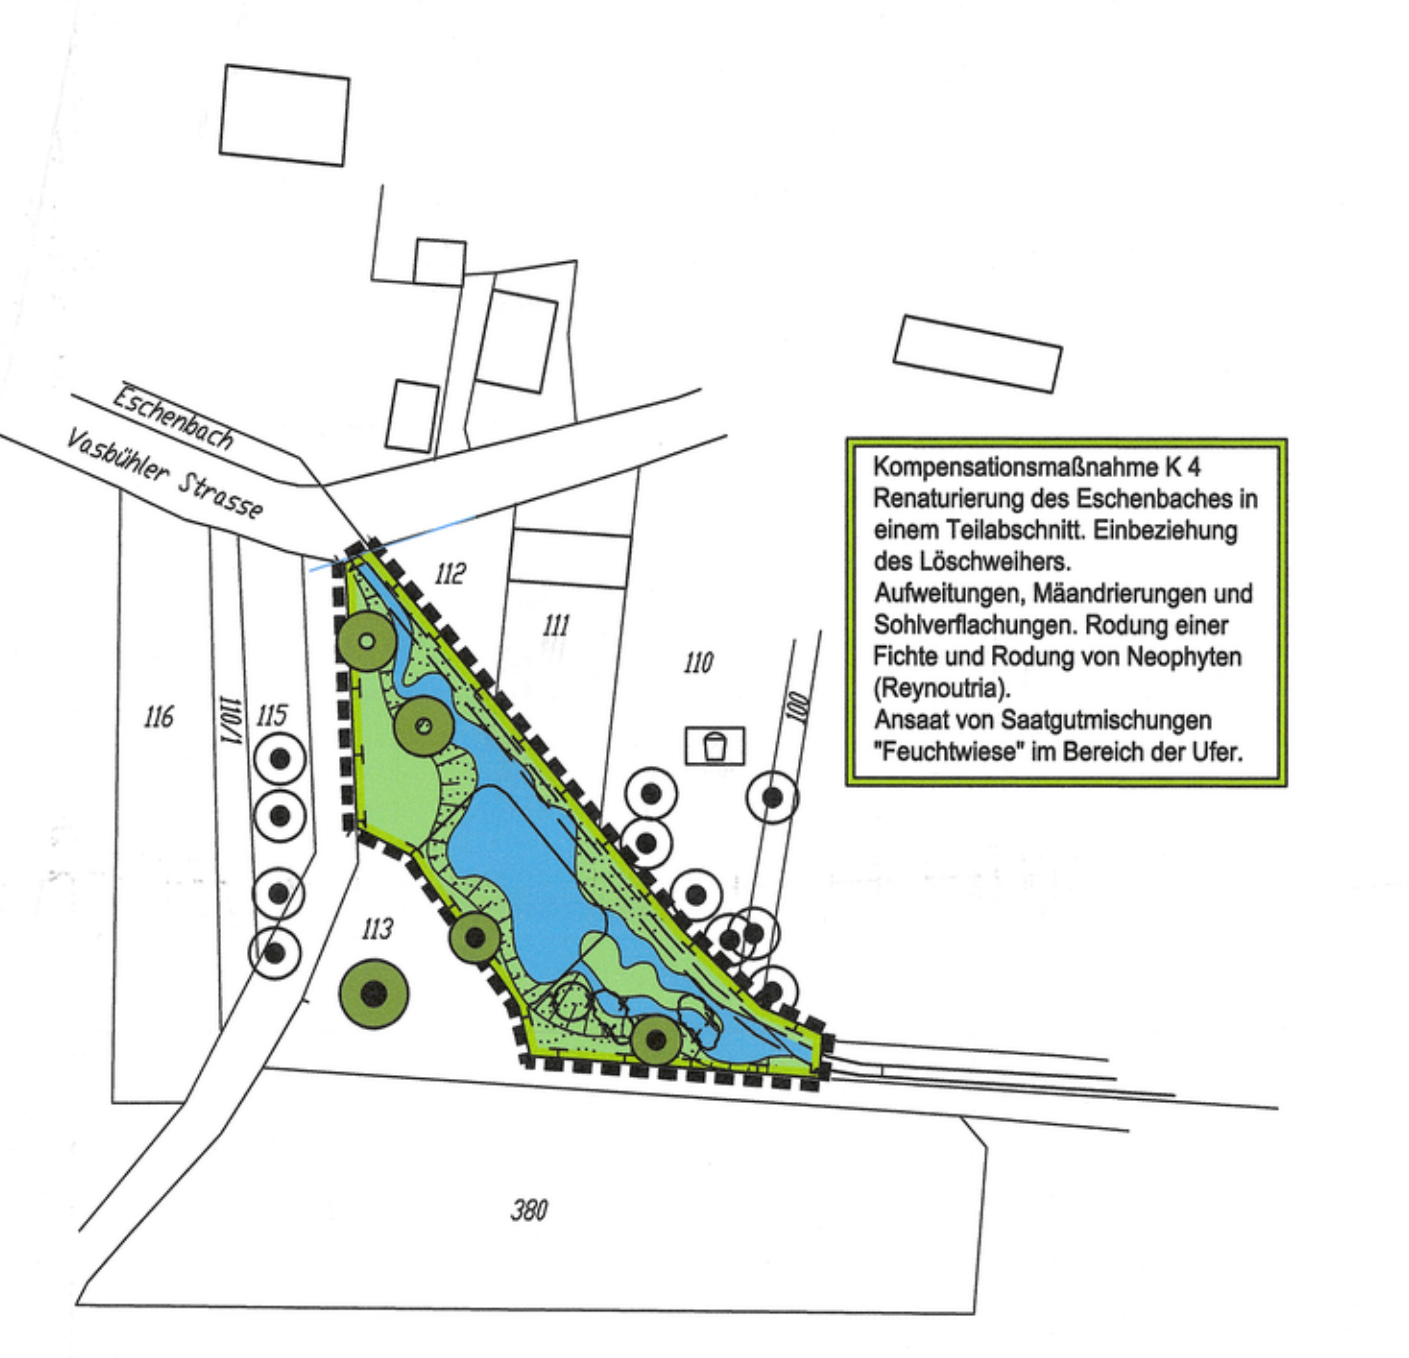 Eschenbach
Vasbühler Strasse
112
111
110
100
116
110/1
115
113
380
Kompensationsmaßnahme K 4
Renaturierung des Eschenbaches in
einem Teilabschnitt. Einbeziehung
des Löschweihers.
Aufweitungen, Mäandrierungen und
Sohlverflachungen. Rodung einer
Fichte und Rodung von Neophyten
(Reynoutria).
Ansaat von Saatgutmischungen
"Feuchtwiese" im Bereich der Ufer.